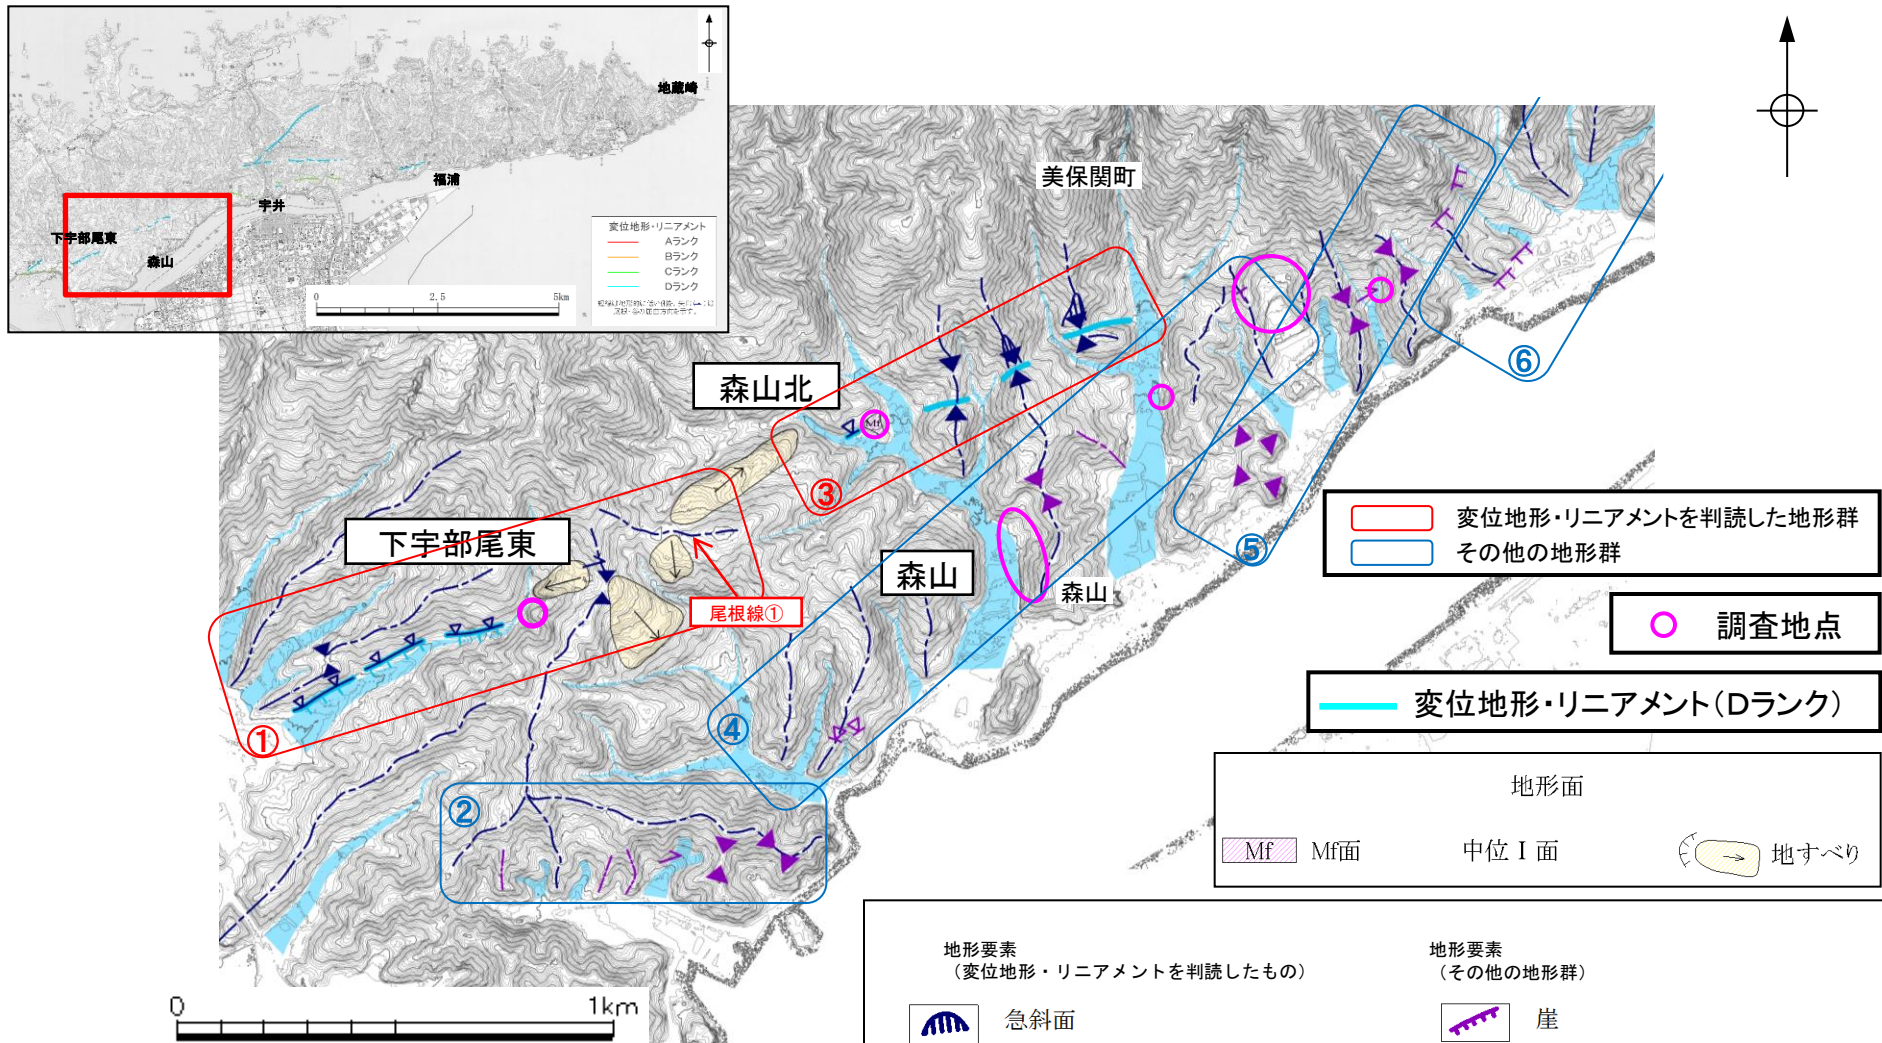 地蔵崎
福浦
宇井
下宇部尾東
森山
変位地形・リニアメント
Aランク
Bランク
Cランク
Dランク
0 2.5 5km
美保関町
森山北
Mf
③
⑥
⑤
下宇部尾東
森山
森山
尾根線①
①
④
②
変位地形・リニアメントを判読した地形群
その他の地形群
調査地点
変位地形・リニアメント(Dランク)
地形面
Mf Mf面 中位Ⅰ面 地すべり
地形要素
(変位地形・リニアメントを判読したもの)
急斜面
地形要素
(その他の地形群)
崖
0 1km